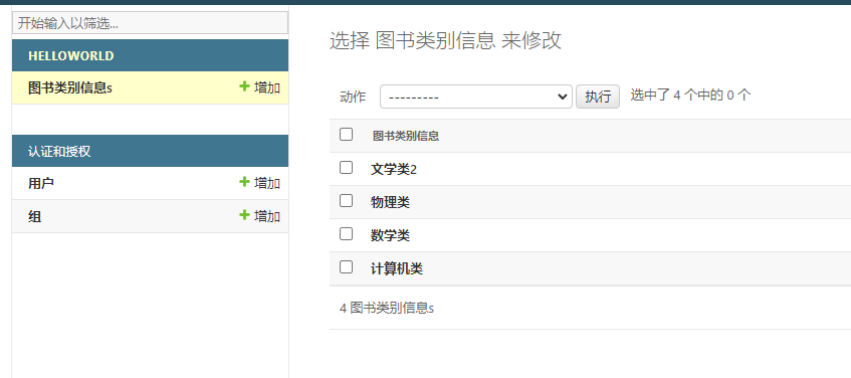 开始输入以筛选...
HELLOWORLD
图书类别信息s
增加
认证和授权
用户
增加
组
增加
选择 图书类别信息 来修改
动作 --------- 执行 选中了 4 个中的 0 个
图书类别信息
文学类2
物理类
数学类
计算机类
4 图书类别信息s